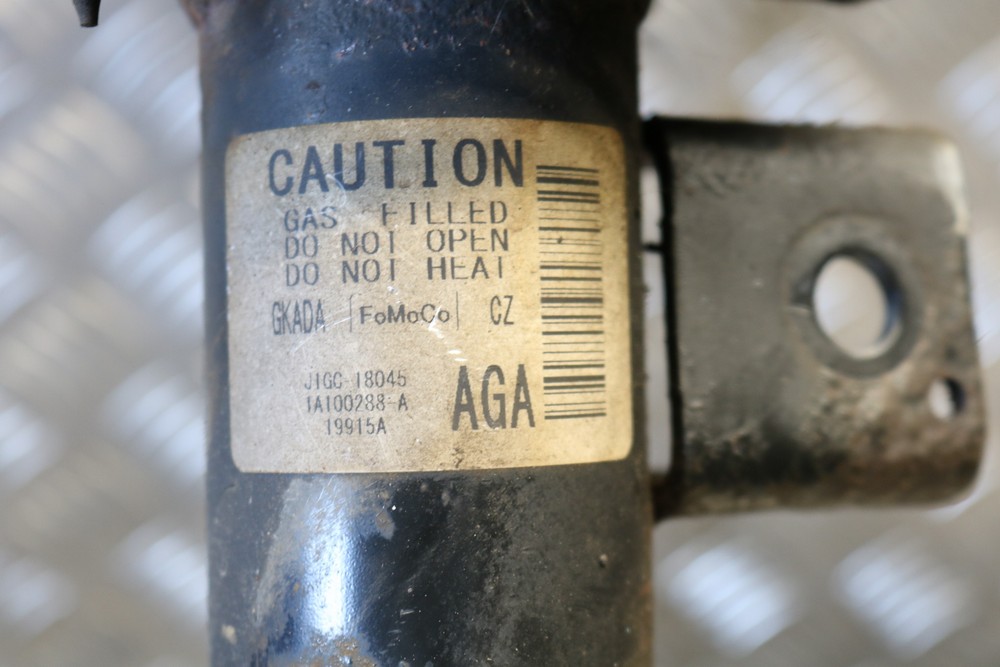 CAUTION
GAS FILLED
DO NOT OPEN
DO NOT HEAT
GKADA FoMoCo CZ
J1GC-18045
1A100288-A
19915A
AGA